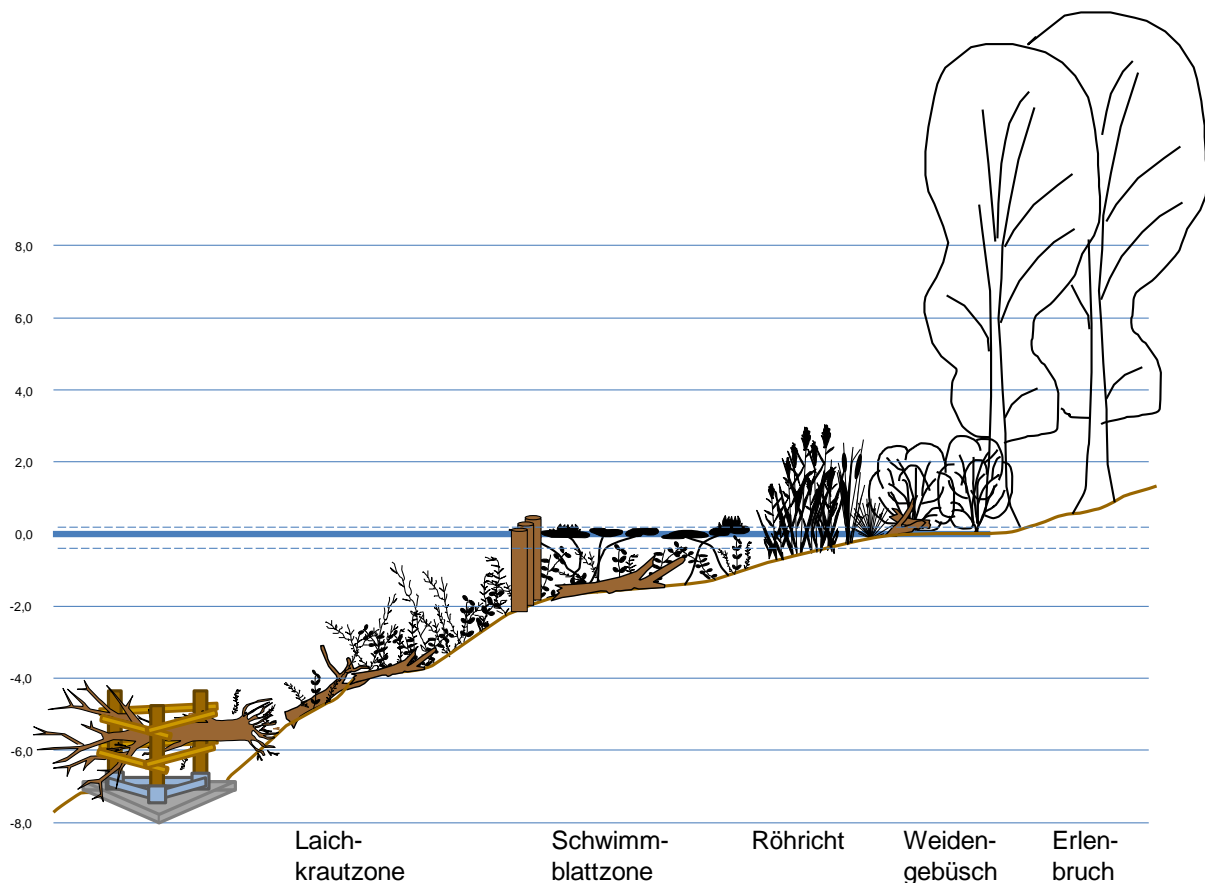 8,0
6,0
4,0
2,0
0,0
-2,0
-4,0
-6,0
-8,0
Laich-
krautzone
Schwimm-
blattzone
Röhricht
Weiden-
gebüsch
Erlen-
bruch